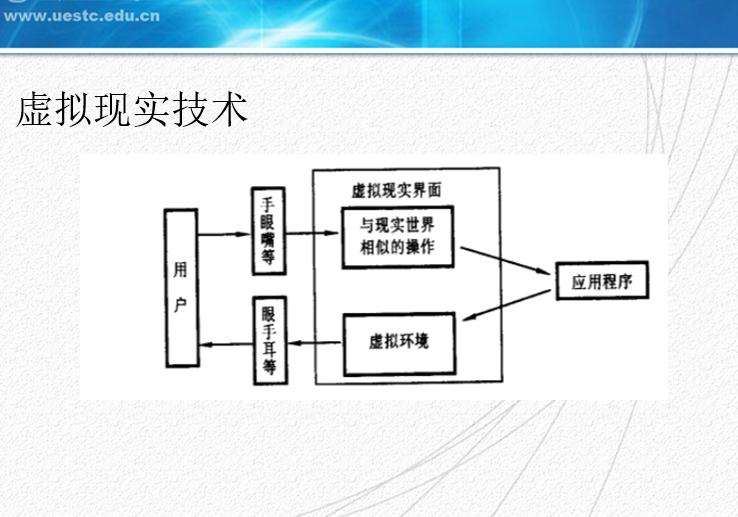 www.uestc.edu.cn
虚拟现实技术
虚拟现实界面
手眼嘴等
与现实世界
相似的操作
用户
应用程序
眼手耳等
虚拟环境